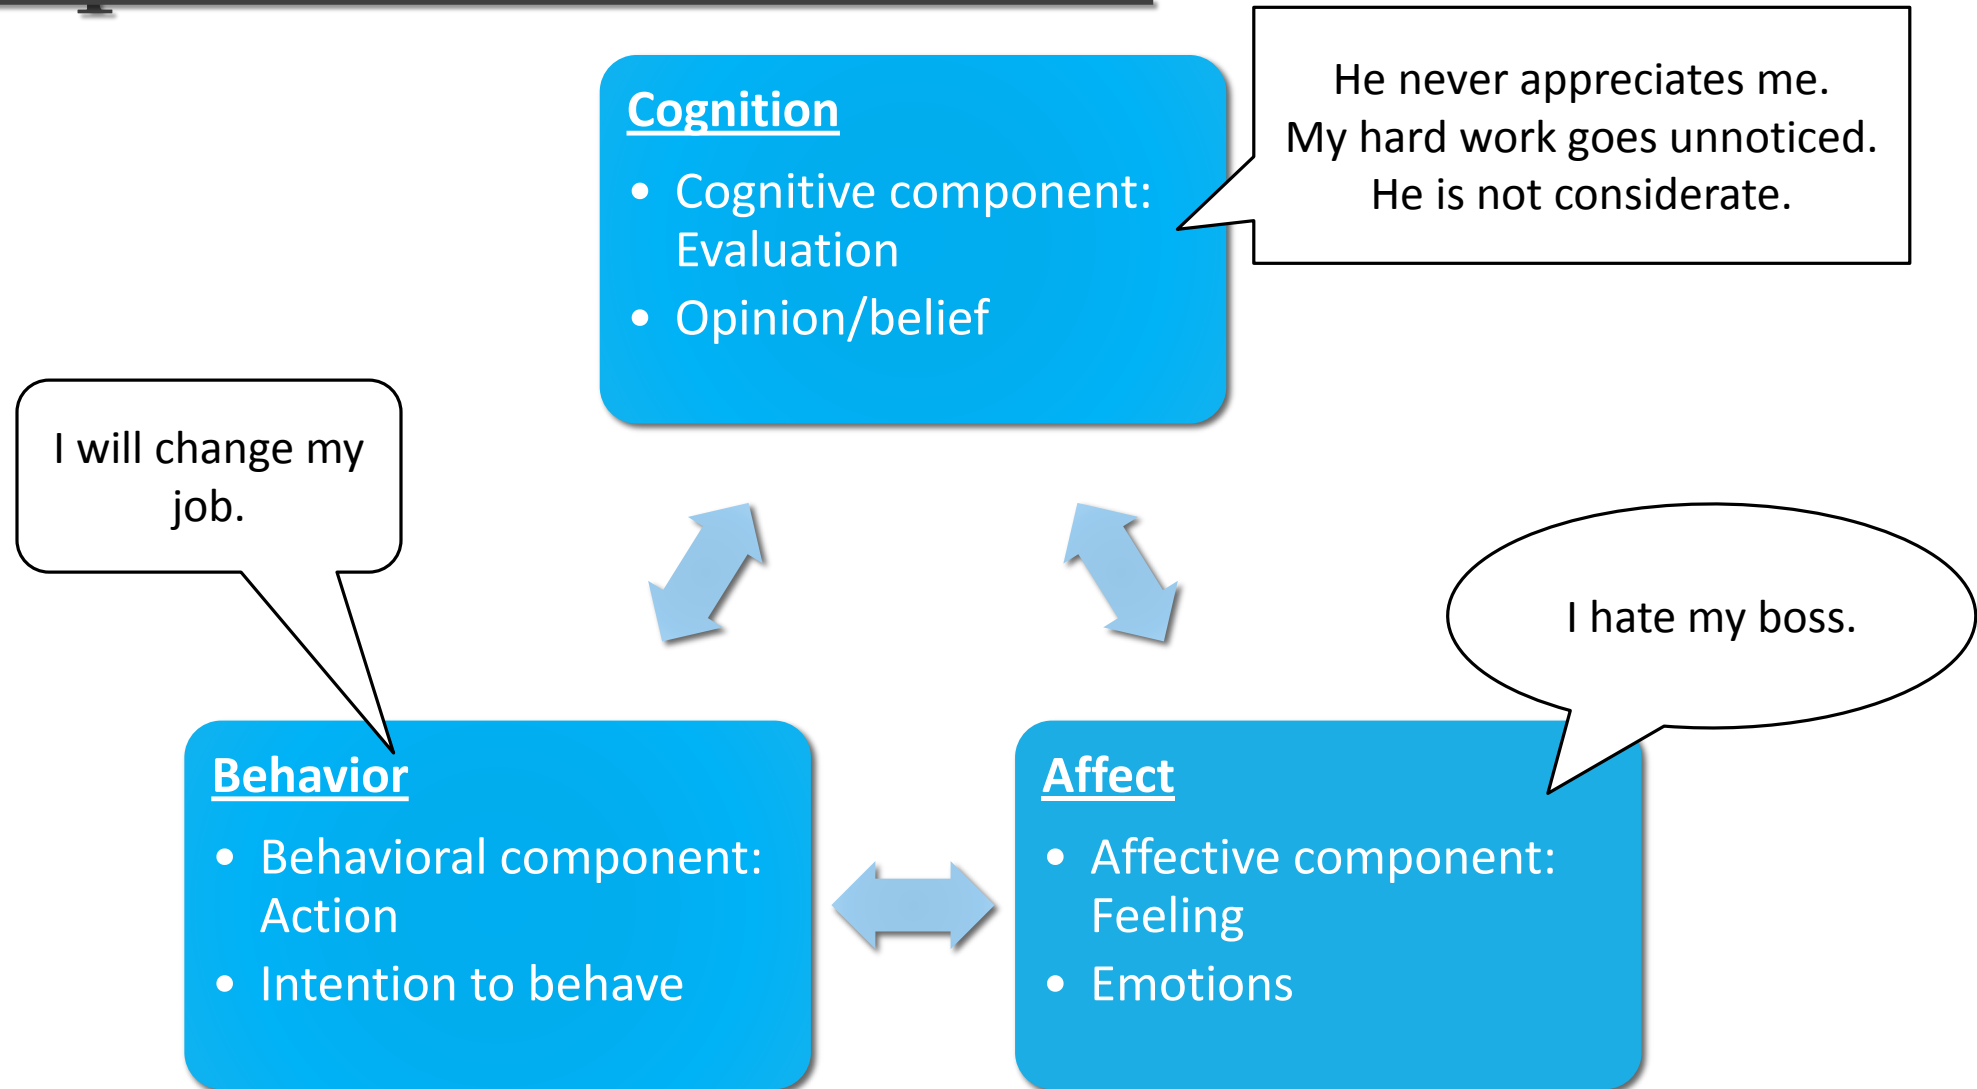 Cognition
• Cognitive component:
Evaluation
• Opinion/belief
He never appreciates me.
My hard work goes unnoticed.
He is not considerate.
I will change my
job.
I hate my boss.
Behavior
• Behavioral component:
Action
• Intention to behave
Affect
• Affective component:
Feeling
• Emotions